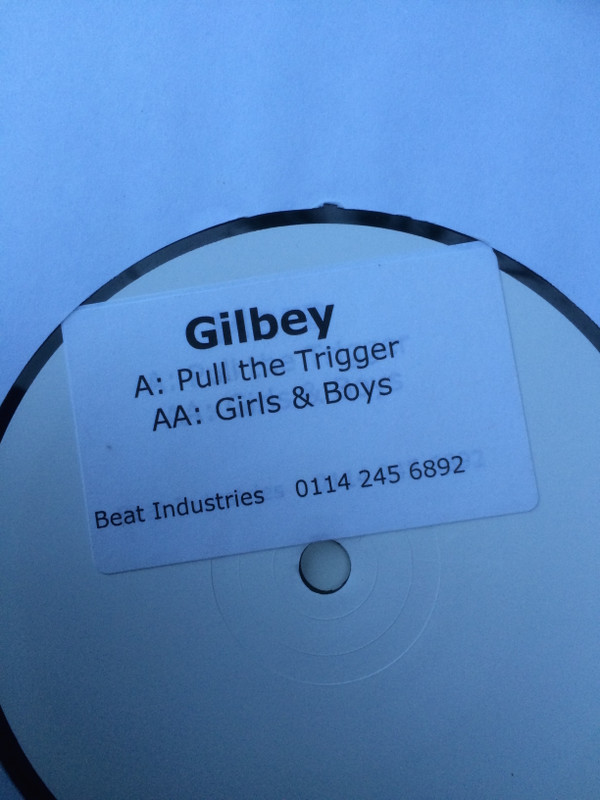 Gilbey
A: Pull the Trigger
AA: Girls & Boys
Beat Industries 0114 245 6892